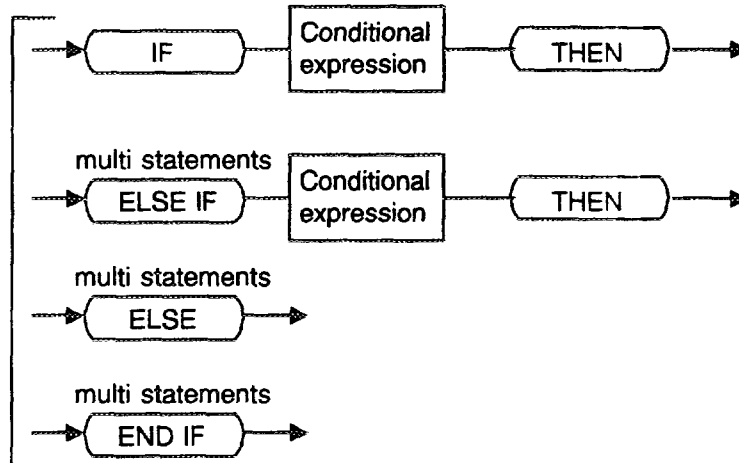 IF Conditional expression THEN
multi statements
ELSE IF Conditional expression THEN
multi statements
ELSE
multi statements
END IF